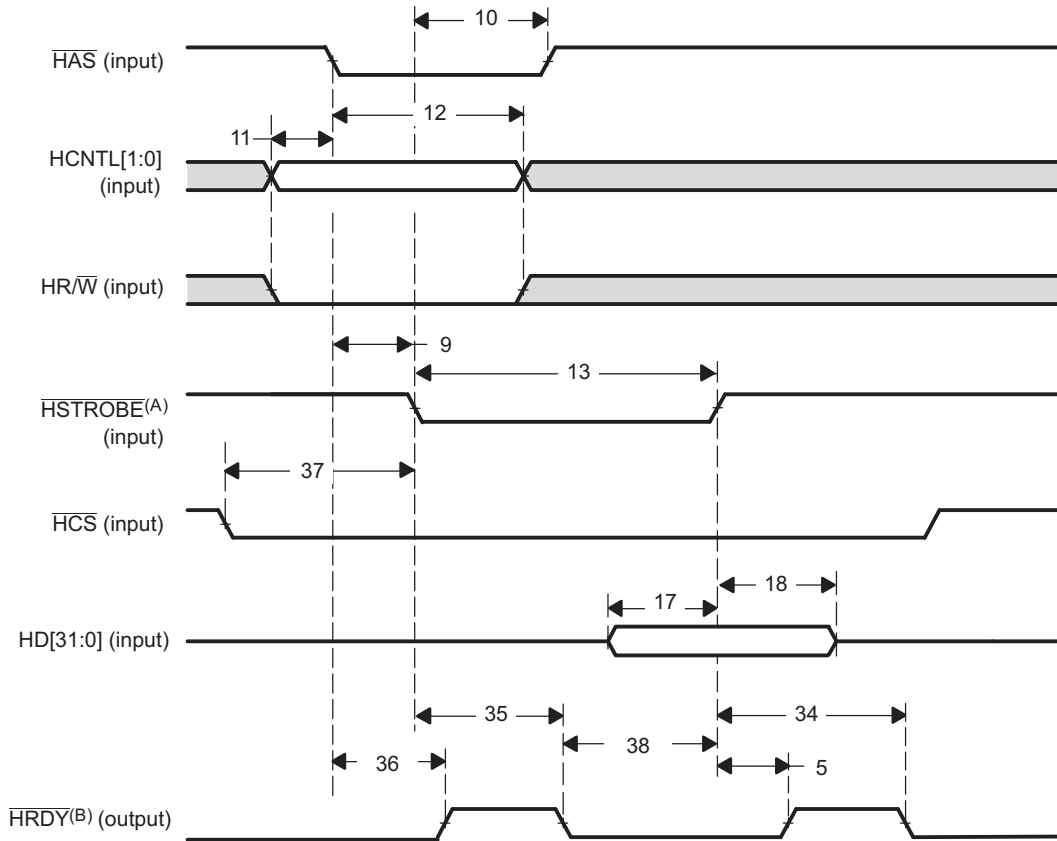 10
HAS (input)
12
11
HCNTL[1:0]
(input)
HR/W (input)
9
13
HSTROBE(A)
(input)
37
HCS (input)
18
17
HD[31:0] (input)
35
34
38
36
5
HRDY(B) (output)